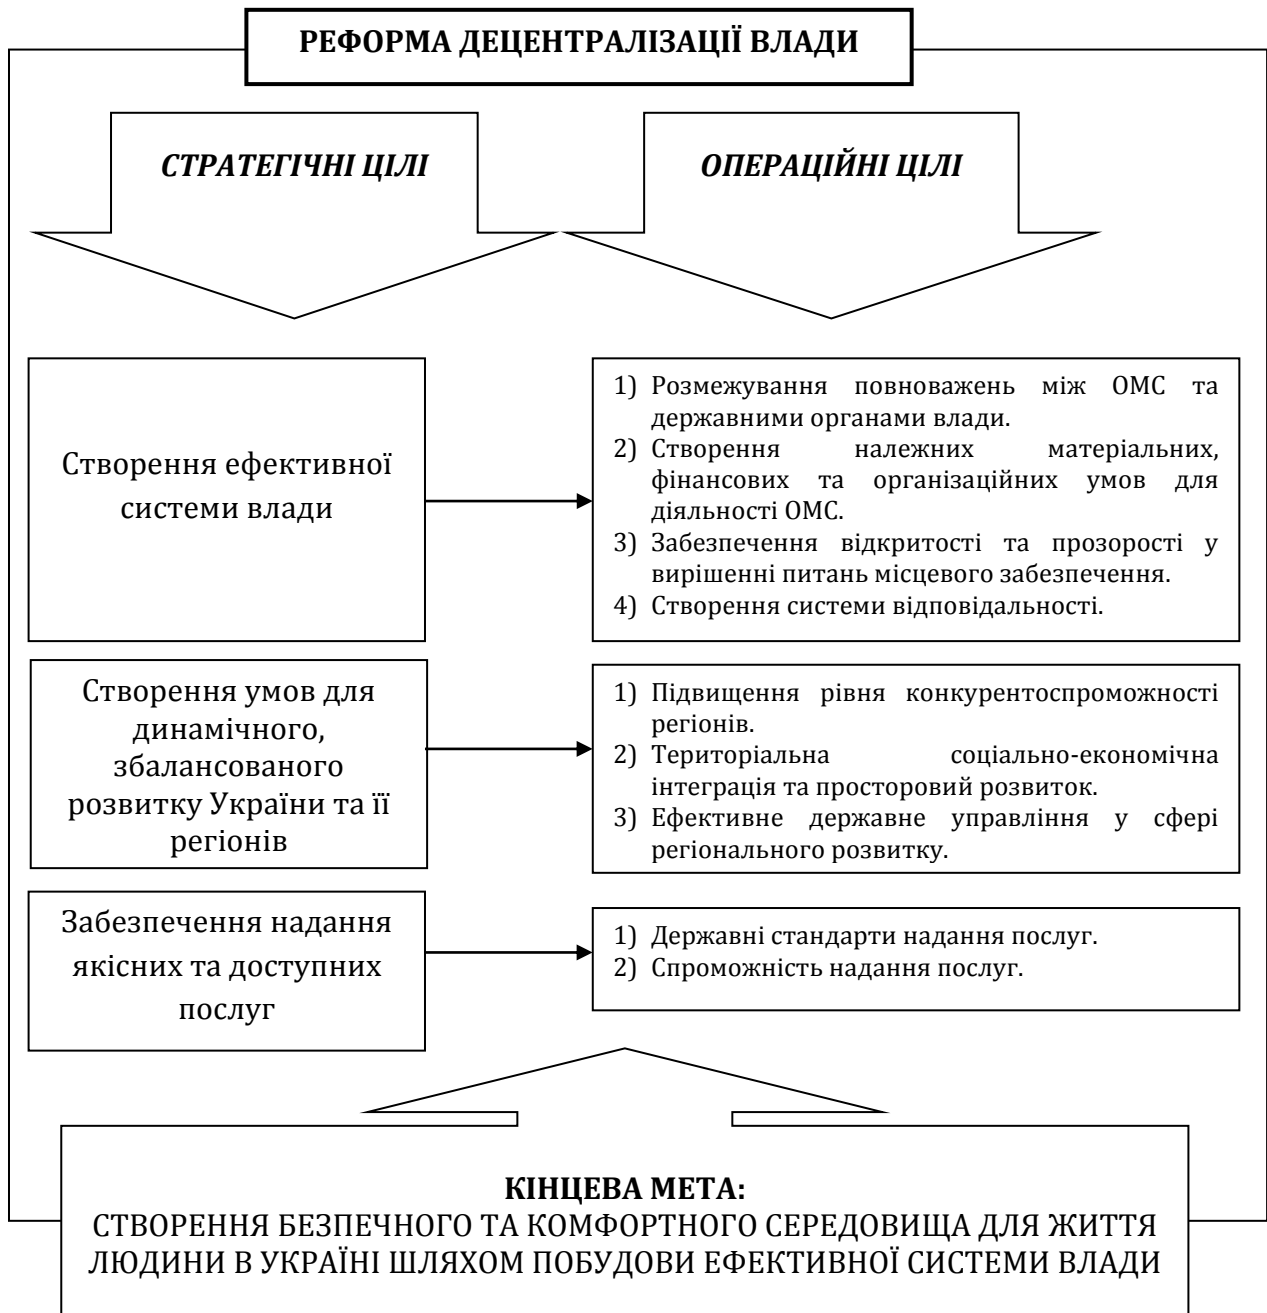 РЕФОРМА ДЕЦЕНТРАЛІЗАЦІЇ ВЛАДИ
СТРАТЕГІЧНІ ЦІЛІ
ОПЕРАЦІЙНІ ЦІЛІ
Створення ефективної
системи влади
1) Розмежування повноважень між ОМС та
державними органами влади.
2) Створення належних матеріальних,
фінансових та організаційних умов для
діяльності ОМС.
3) Забезпечення відкритості та прозорості у
вирішенні питань місцевого забезпечення.
4) Створення системи відповідальності.
Створення умов для
динамічного,
збалансованого
розвитку України та її
регіонів
1) Підвищення рівня конкурентоспроможності
регіонів.
2) Територіальна соціально-економічна
інтеграція та просторовий розвиток.
3) Ефективне державне управління у сфері
регіонального розвитку.
Забезпечення надання
якісних та доступних
послуг
1) Державні стандарти надання послуг.
2) Спроможність надання послуг.
КІНЦЕВА МЕТА:
СТВОРЕННЯ БЕЗПЕЧНОГО ТА КОМФОРТНОГО СЕРЕДОВИЩА ДЛЯ ЖИТТЯ
ЛЮДИНИ В УКРАЇНІ ШЛЯХОМ ПОБУДОВИ ЕФЕКТИВНОЇ СИСТЕМИ ВЛАДИ